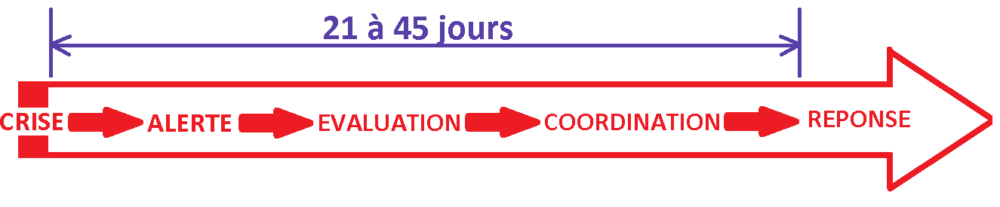 21 à 45 jours
CRISE ALERTE EVALUATION COORDINATION REPONSE